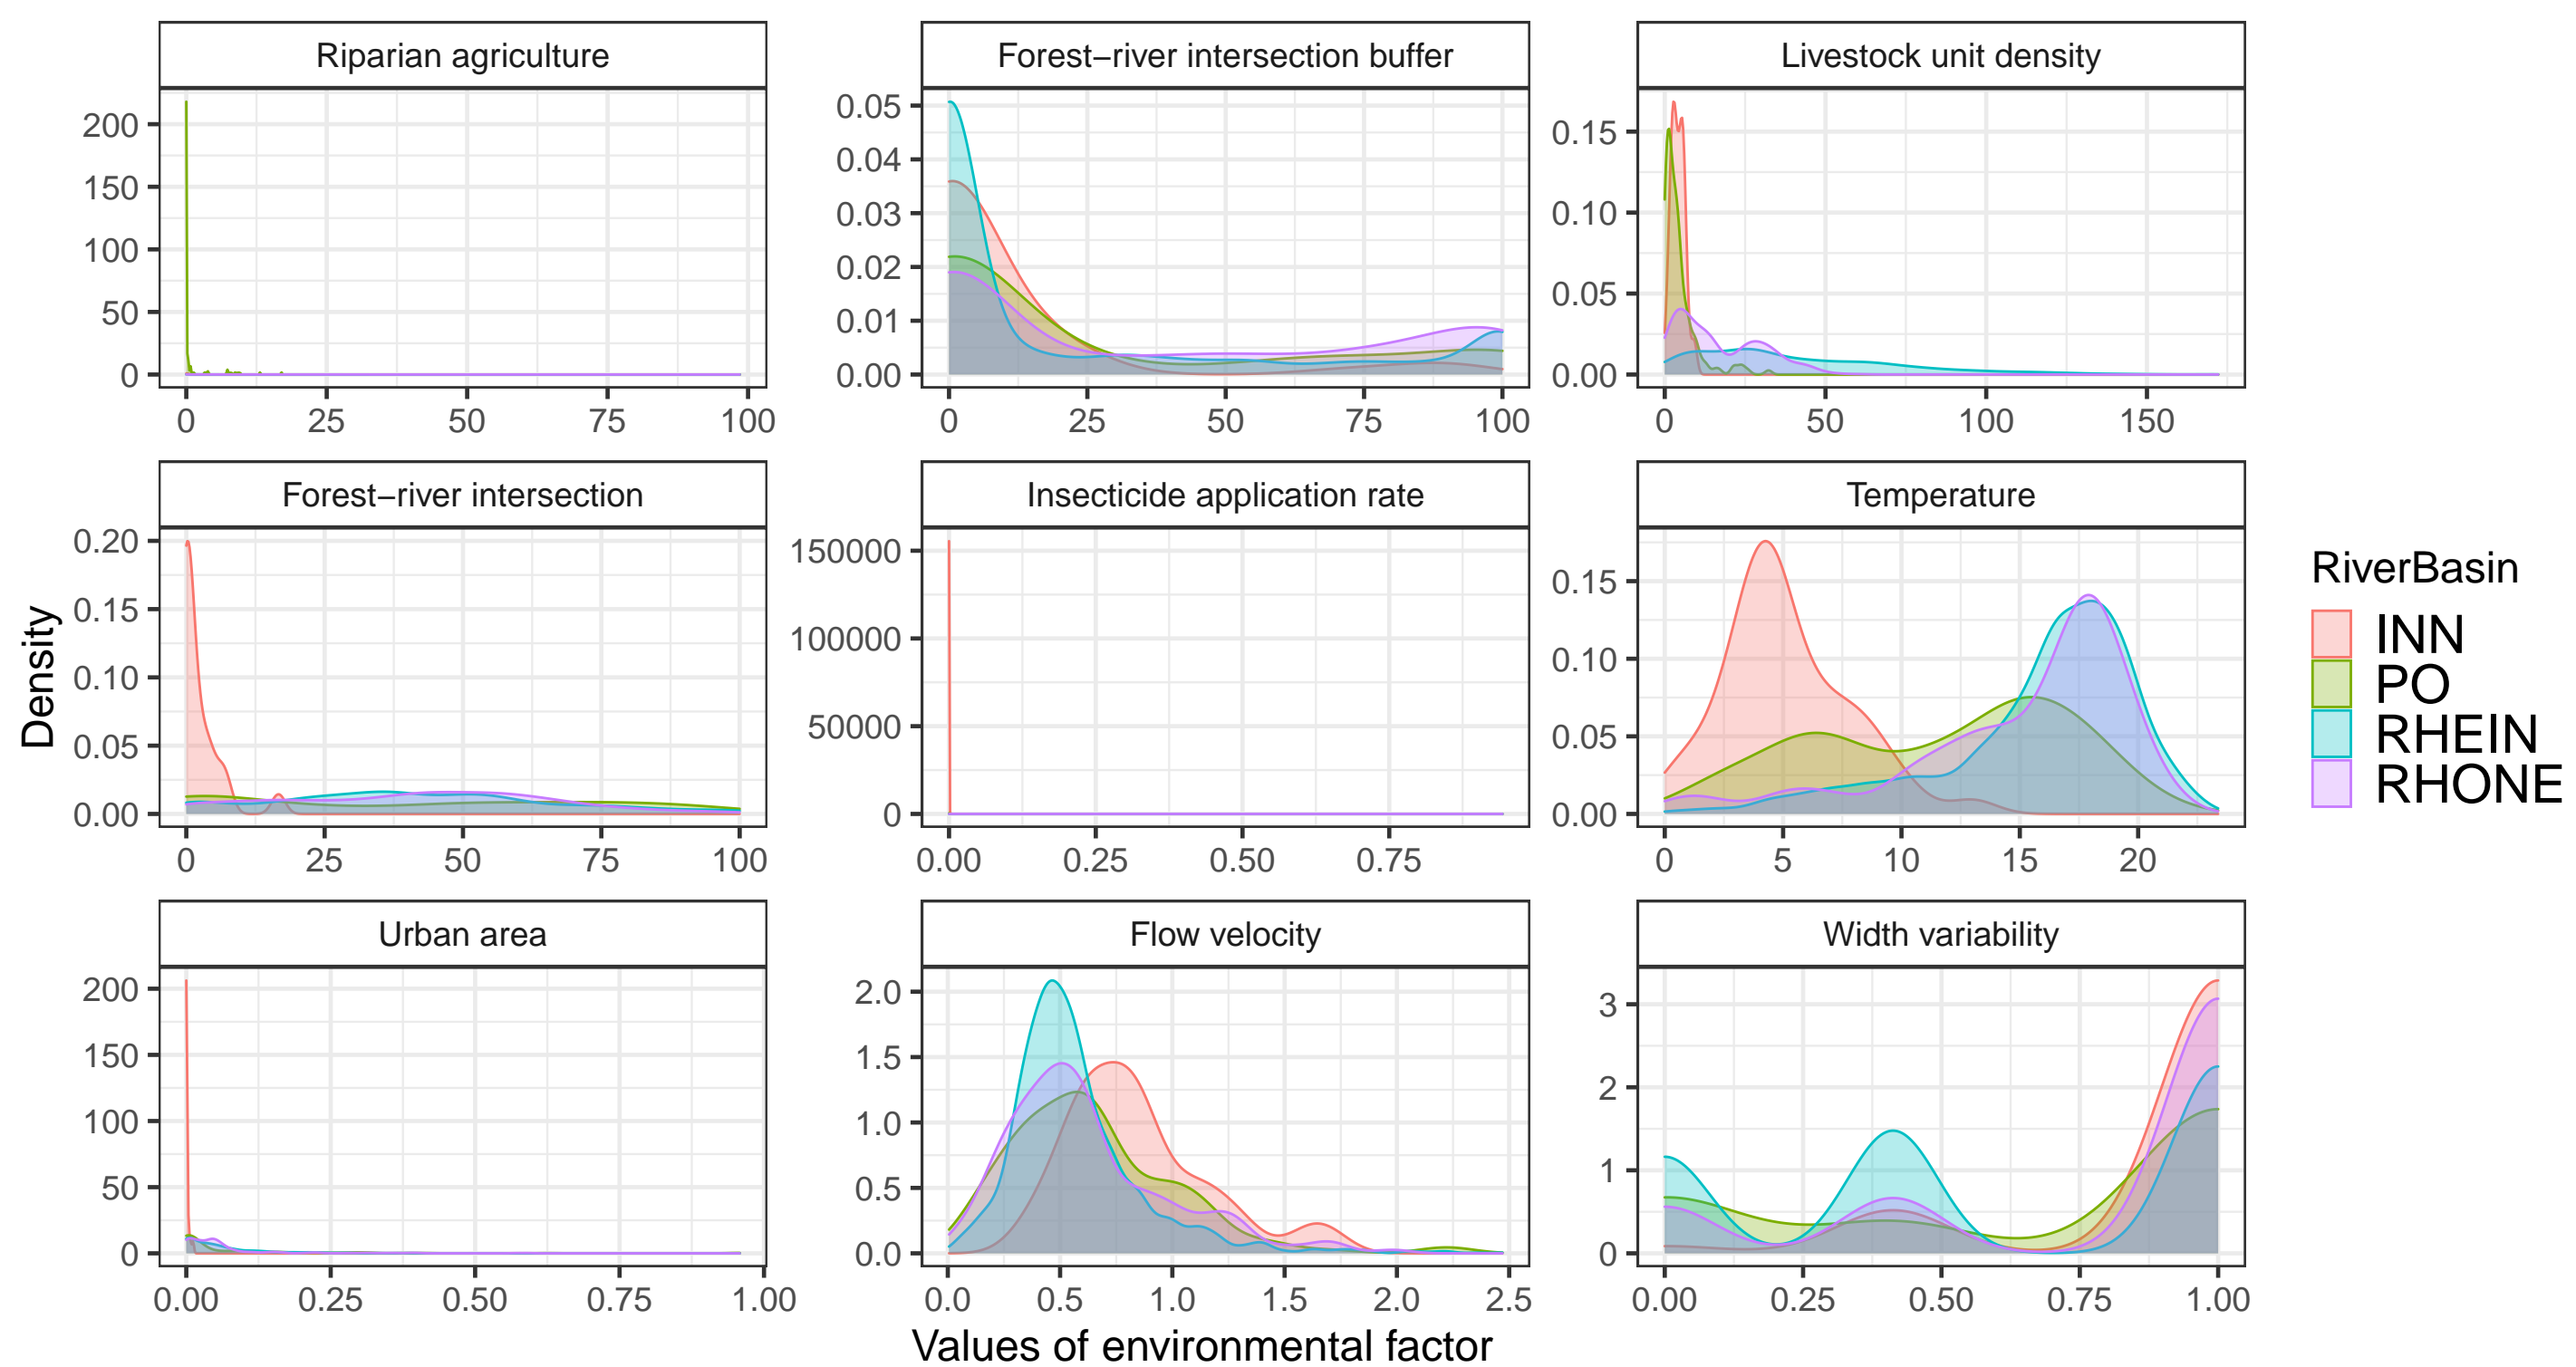 Riparian agriculture
200
150
100
50
0
0 25 50 75 100
Forest–river intersection buffer
0.05
0.04
0.03
0.02
0.01
0.00
0 25 50 75 100
Livestock unit density
0.15
0.10
0.05
0.00
0 50 100 150
Forest–river intersection
0.20
0.15
0.10
0.05
0.00
0 25 50 75 100
Insecticide application rate
150000
100000
50000
0
0.00 0.25 0.50 0.75
Temperature
0.15
0.10
0.05
0.00
0 5 10 15 20
Urban area
200
150
100
50
0
0.00 0.25 0.50 0.75 1.00
Flow velocity
2.0
1.5
1.0
0.5
0.0
0.0 0.5 1.0 1.5 2.0 2.5
Width variability
3
2
1
0
0.00 0.25 0.50 0.75 1.00
Density
Values of environmental factor
RiverBasin
INN
PO
RHEIN
RHONE